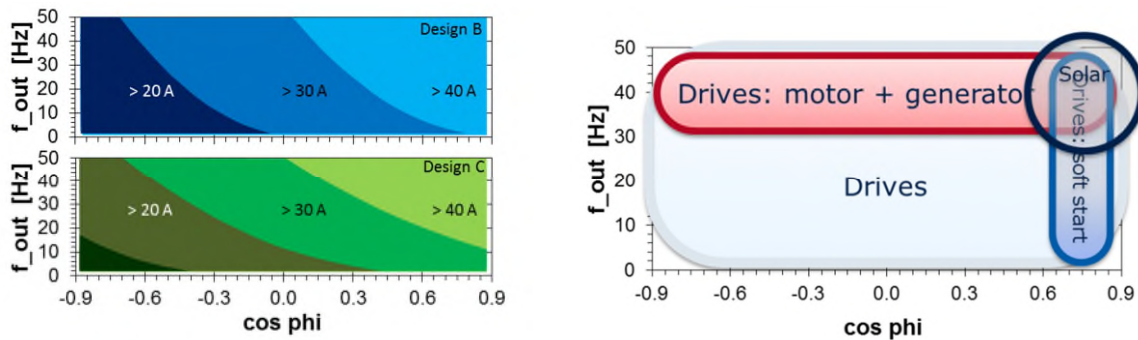 f_out [Hz]
50
40
30
20
10
0
Design B
> 20 A
> 30 A
> 40 A
f_out [Hz]
50
40
30
20
10
0
Design C
> 20 A
> 30 A
> 40 A
-0.9
-0.6
-0.3
0.0
0.3
0.6
0.9
cos phi
f_out [Hz]
50
40
30
20
10
0
Drives: motor + generator
Solar
Drives: soft start
Drives
-0.9
-0.6
-0.3
0.0
0.3
0.6
0.9
cos phi